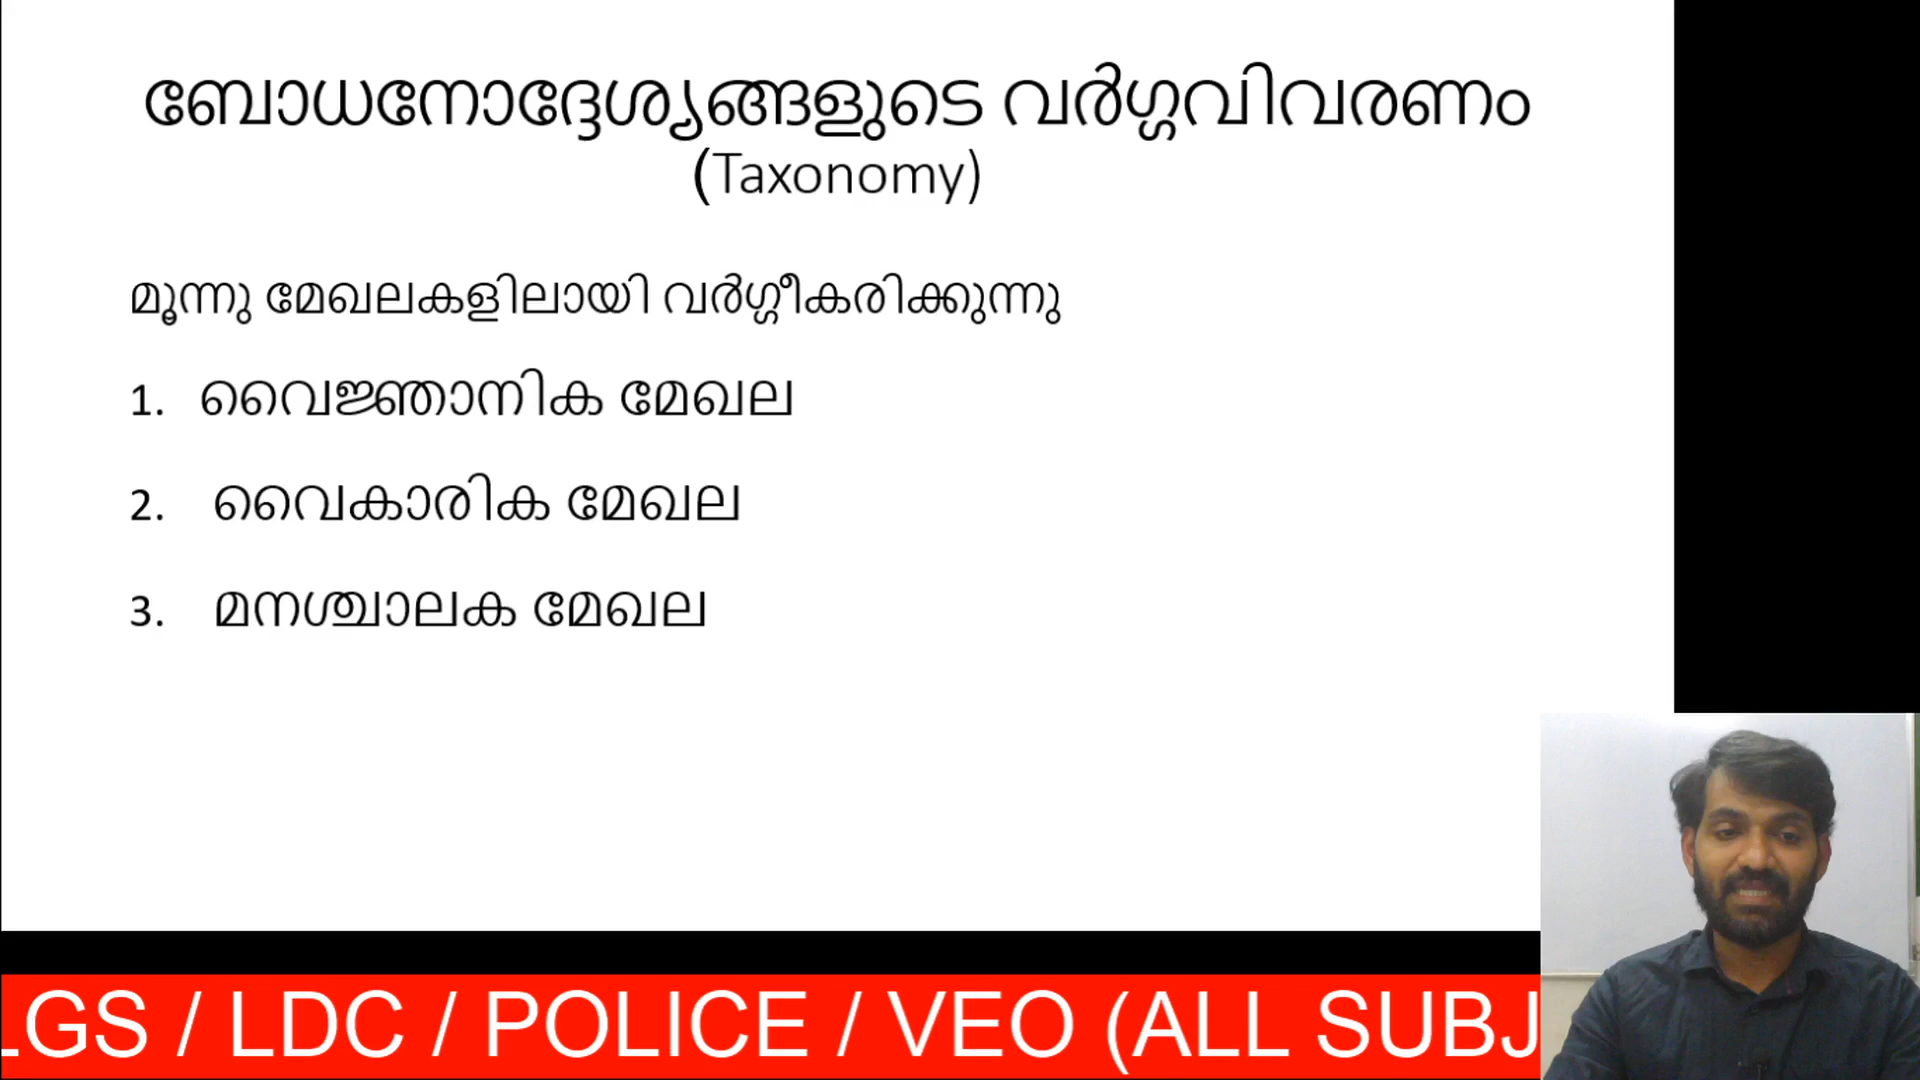 ബോധനോദ്ദേശ്യങ്ങളുടെ വർഗ്ഗവിവരണം
(Taxonomy)
മൂന്നു മേഖലകളിലായി വർഗ്ഗീകരിക്കുന്നു
1. വൈജ്ഞാനിക മേഖല
2. വൈകാരിക മേഖല
3. മനശ്ചാലക മേഖല
LGS / LDC / POLICE / VEO (ALL SUBJ